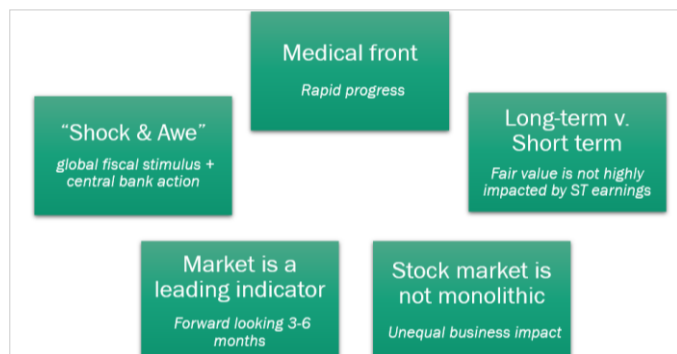 Medical front
Rapid progress
“Shock & Awe”
global fiscal stimulus +
central bank action
Long-term v.
Short term
Fair value is not highly
impacted by ST earnings
Market is a
leading indicator
Forward looking 3-6
months
Stock market is
not monolithic
Unequal business impact